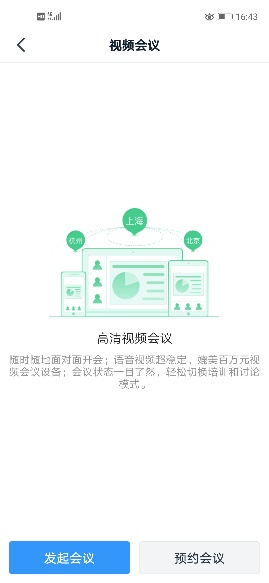 16:43
视频会议
上海
杭州
北京
高清视频会议
随时随地面对面开会；语音视频超稳定，媲美百万元视
频会议设备；会议状态一目了然，轻松切换培训和讨论
模式。
发起会议
预约会议